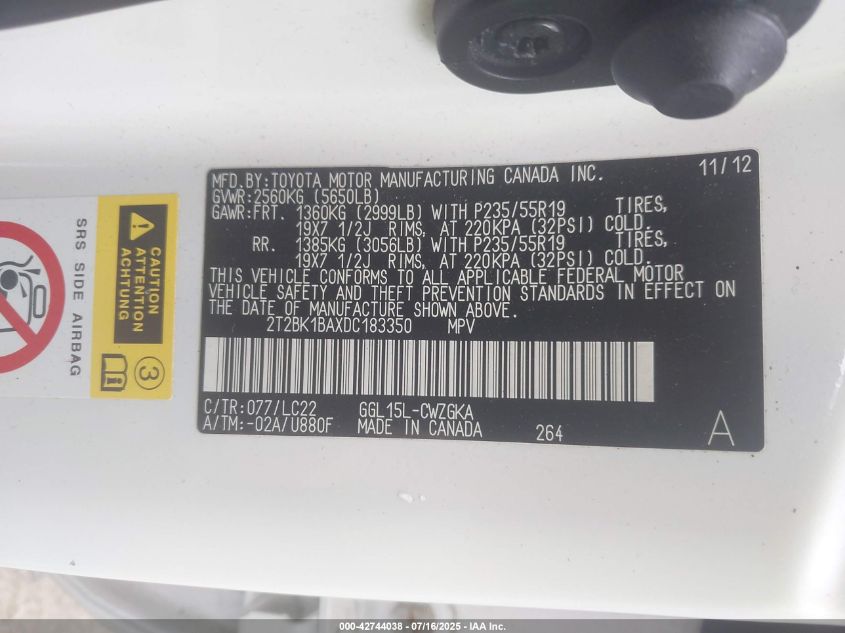 MFD.BY:TOYOTA MOTOR MANUFACTURING CANADA INC. 11/12
GVWR:2560KG (5650LB)
GAWR:FRT. 1360KG (2999LB) WITH P235/55R19 TIRES,
19X7 1/2J RIMS, AT 220KPA (32PSI) COLD.
RR. 1385KG (3056LB) WITH P235/55R19 TIRES,
19X7 1/2J RIMS, AT 220KPA (32PSI) COLD.
THIS VEHICLE CONFORMS TO ALL APPLICABLE FEDERAL MOTOR
VEHICLE SAFETY AND THEFT PREVENTION STANDARDS IN EFFECT ON
THE DATE OF MANUFACTURE SHOWN ABOVE.
2T2BK1BAXDC183350 MPV
C/TR:077/LC22 GGL15L-CWZGKA
A/TM:-02A/U880F MADE IN CANADA 264 A
SRS SIDE AIRBAG
CAUTION
ATTENTION
ACHTUNG
3
000-42744038 - 07/16/2025 - IAA Inc.